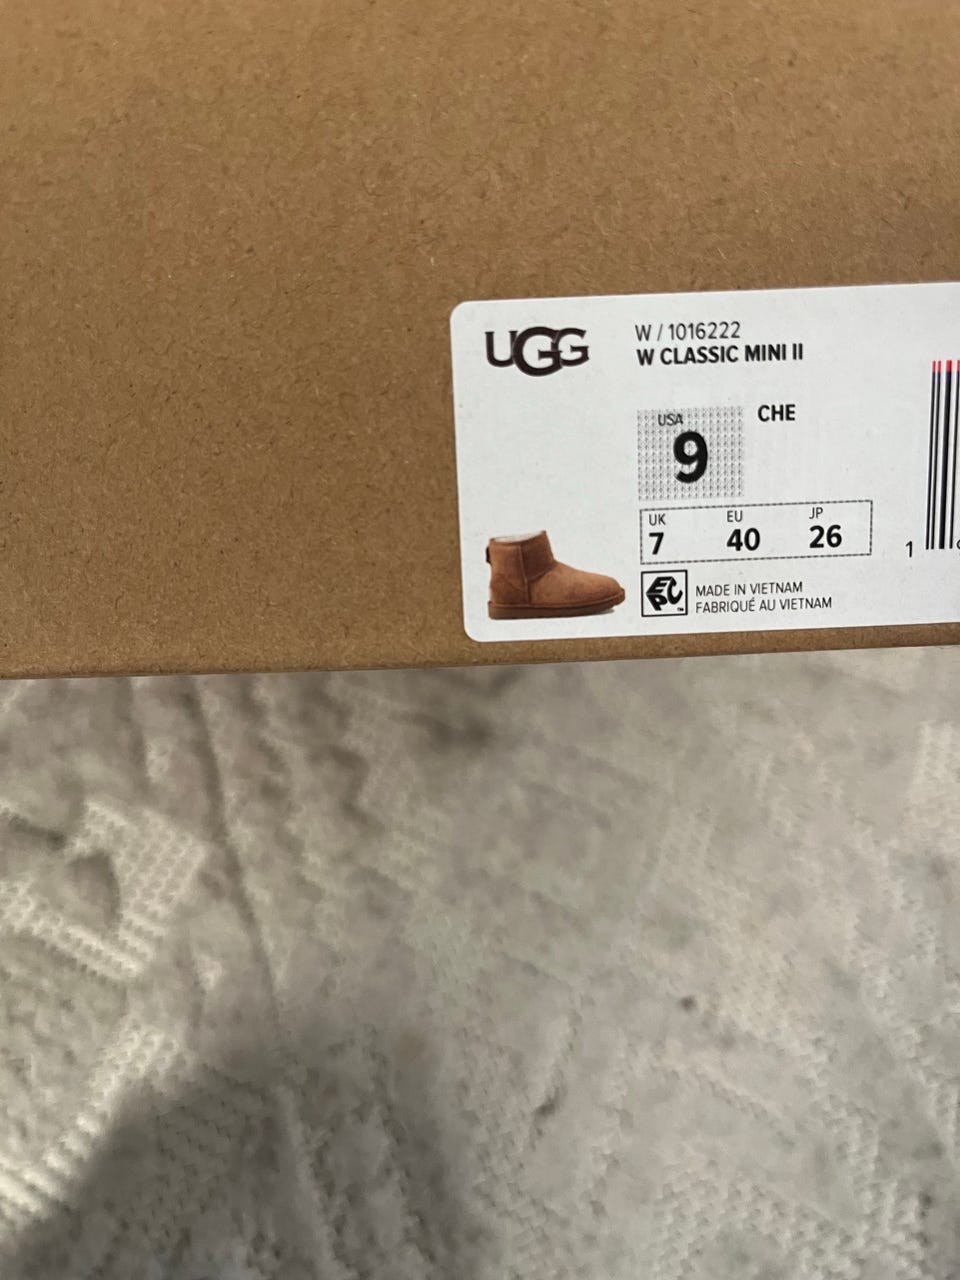 UGG
W / 1016222
W CLASSIC MINI II
USA
9
CHE
UK EU JP
7 40 26
EPC™
MADE IN VIETNAM
FABRIQUÉ AU VIETNAM
1